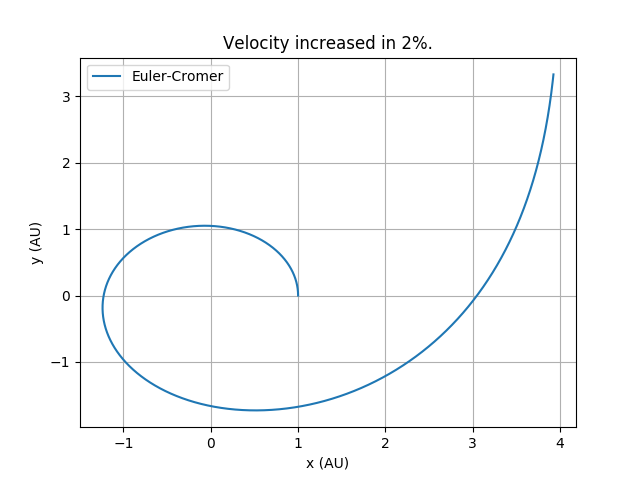 Velocity increased in 2%.
Euler-Cromer
3
2
1
0
−1
y (AU)
−1
0
1
2
3
4
x (AU)